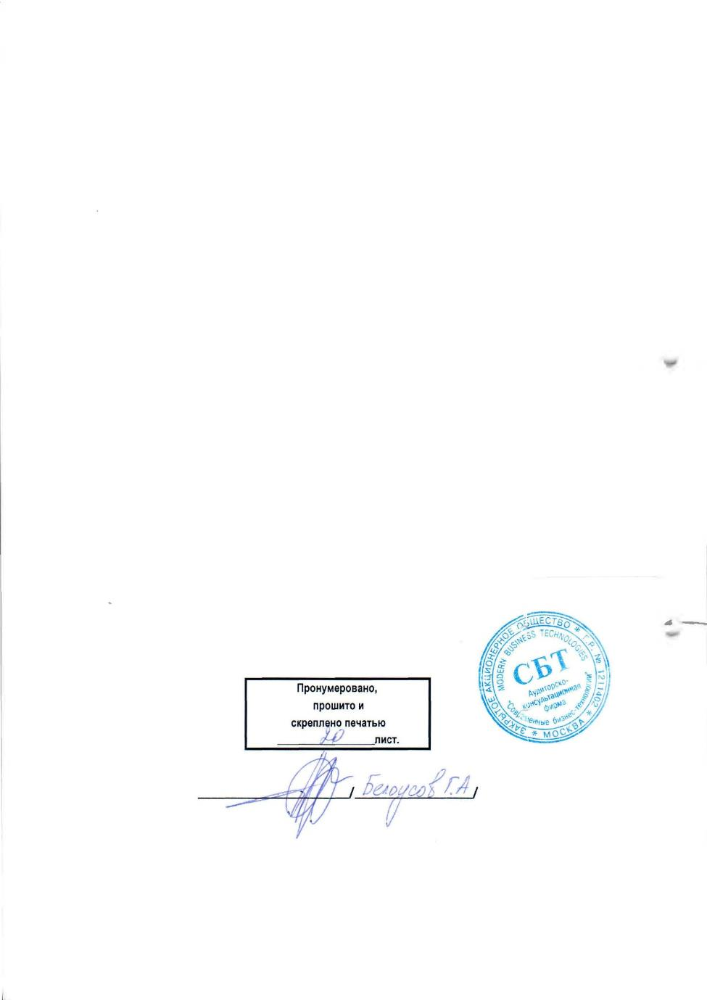 ЗАКРЫТОЕ АКЦИОНЕРНОЕ ОБЩЕСТВО * Г.Р. № 1211402 * МОСКВА *
MODERN BUSINESS TECHNOLOGIES
СБТ
Аудиторско-
консультационная
фирма
"Современные бизнес-технологии"
Пронумеровано,
прошито и
скреплено печатью
20 лист.
/ Белоусов Г.А /